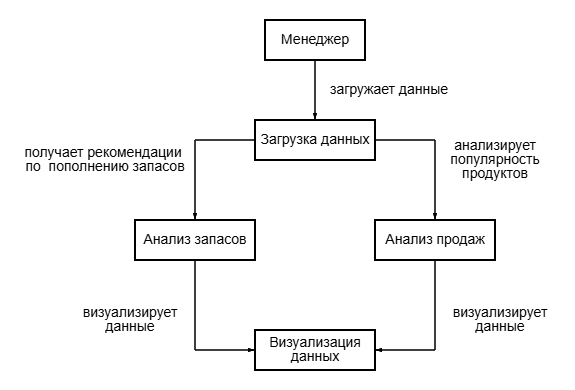 Менеджер
загружает данные
Загрузка данных
получает рекомендации
по пополнению запасов
анализирует
популярность
продуктов
Анализ запасов
Анализ продаж
визуализирует
данные
визуализирует
данные
Визуализация
данных